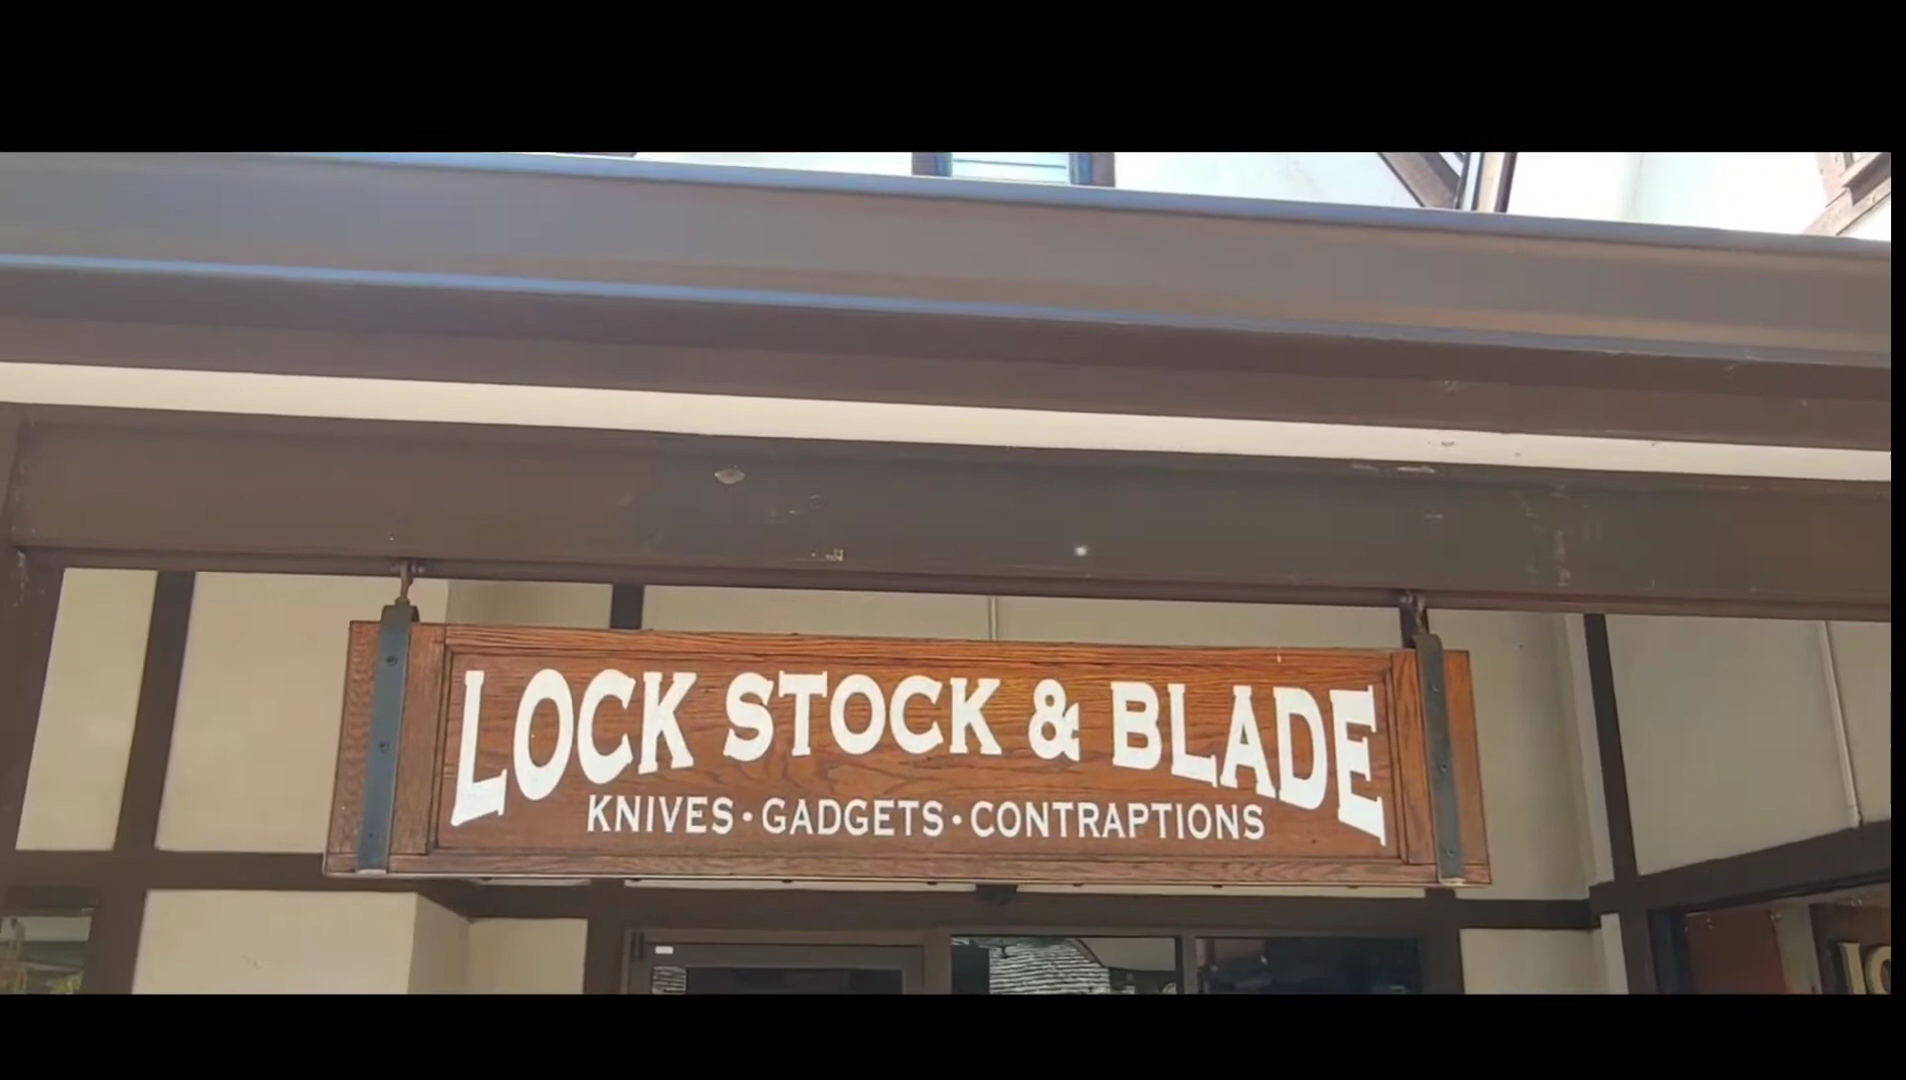 LOCK STOCK & BLADE
KNIVES • GADGETS • CONTRAPTIONS